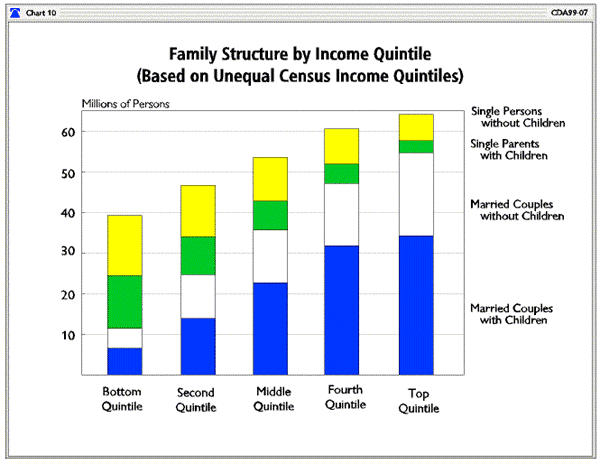 Chart 10
CDA99-07
Family Structure by Income Quintile
(Based on Unequal Census Income Quintiles)
Millions of Persons
60
50
40
30
20
10
Single Persons
without Children
Single Parents
with Children
Married Couples
without Children
Married Couples
with Children
Bottom
Quintile
Second
Quintile
Middle
Quintile
Fourth
Quintile
Top
Quintile